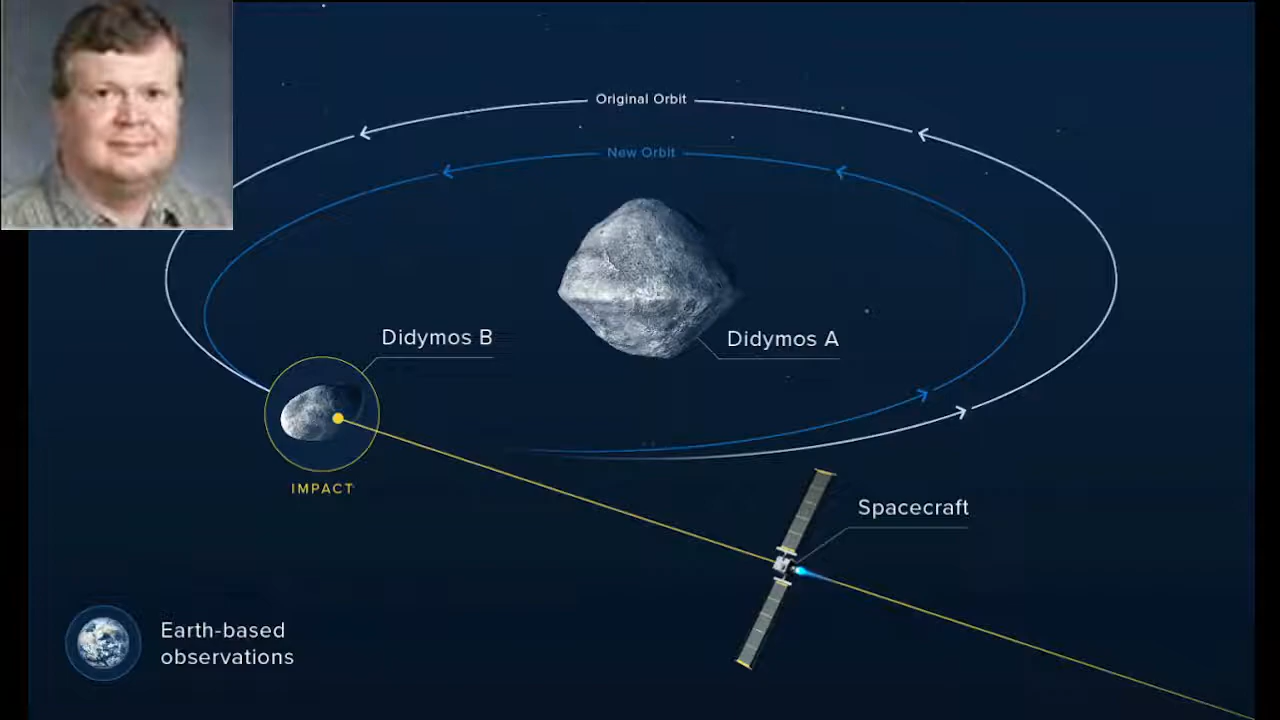 Original Orbit
New Orbit
Didymos B
Didymos A
IMPACT
Spacecraft
Earth-based
observations